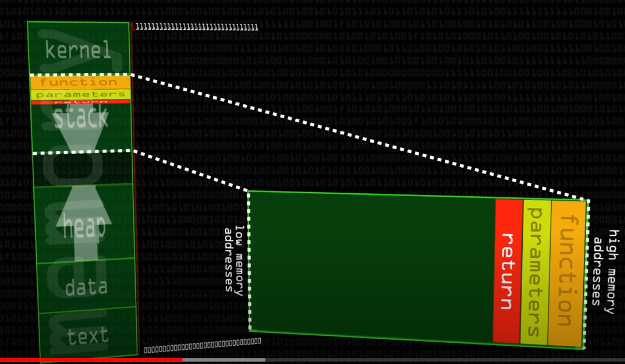 11111111111111111111111111111111
kernel
function
parameters
return
stack
heap
data
text
00000000000000000000000000000000
memory
low memory
addresses
return
parameters
function
high memory
addresses